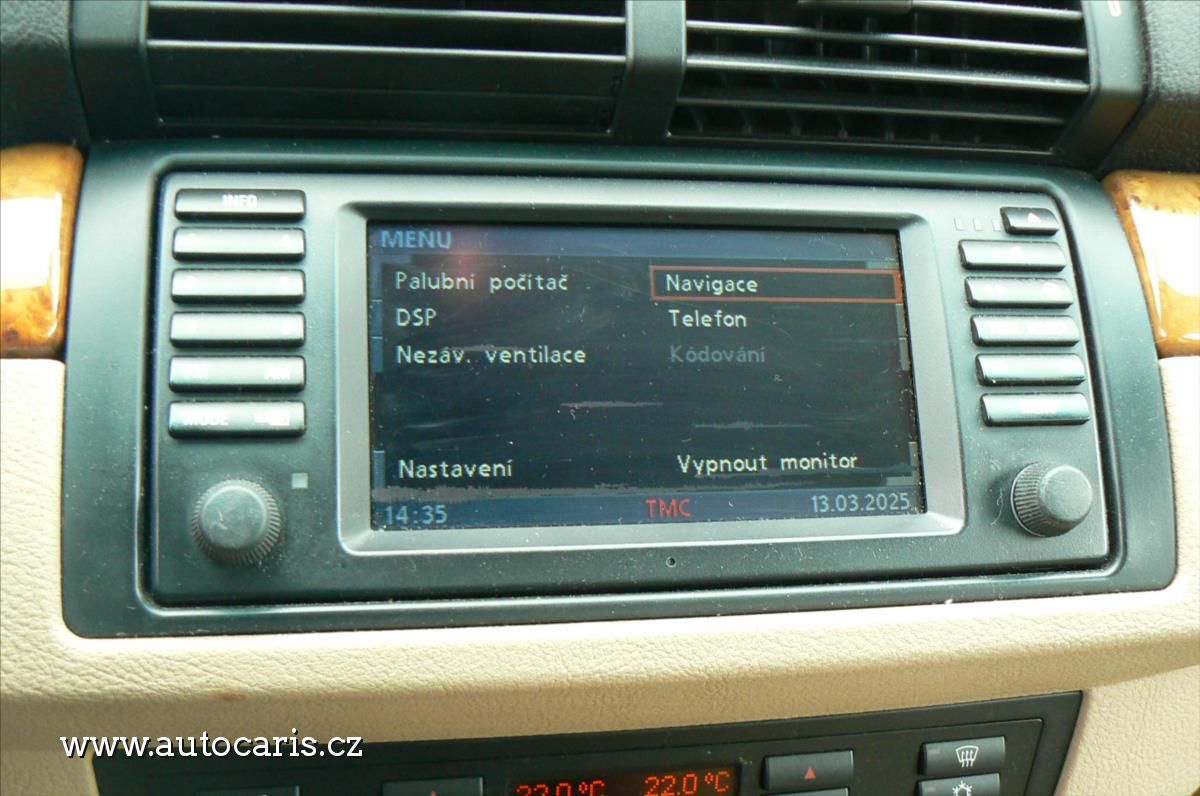 INFO
MENU
Palubní počítač
Navigace
DSP
Telefon
Nezáv. ventilace
Kódování
MODE
Nastavení
Vypnout monitor
14:35
TMC
13.03.2025
www.autocaris.cz
22.0 °C
22.0 °C